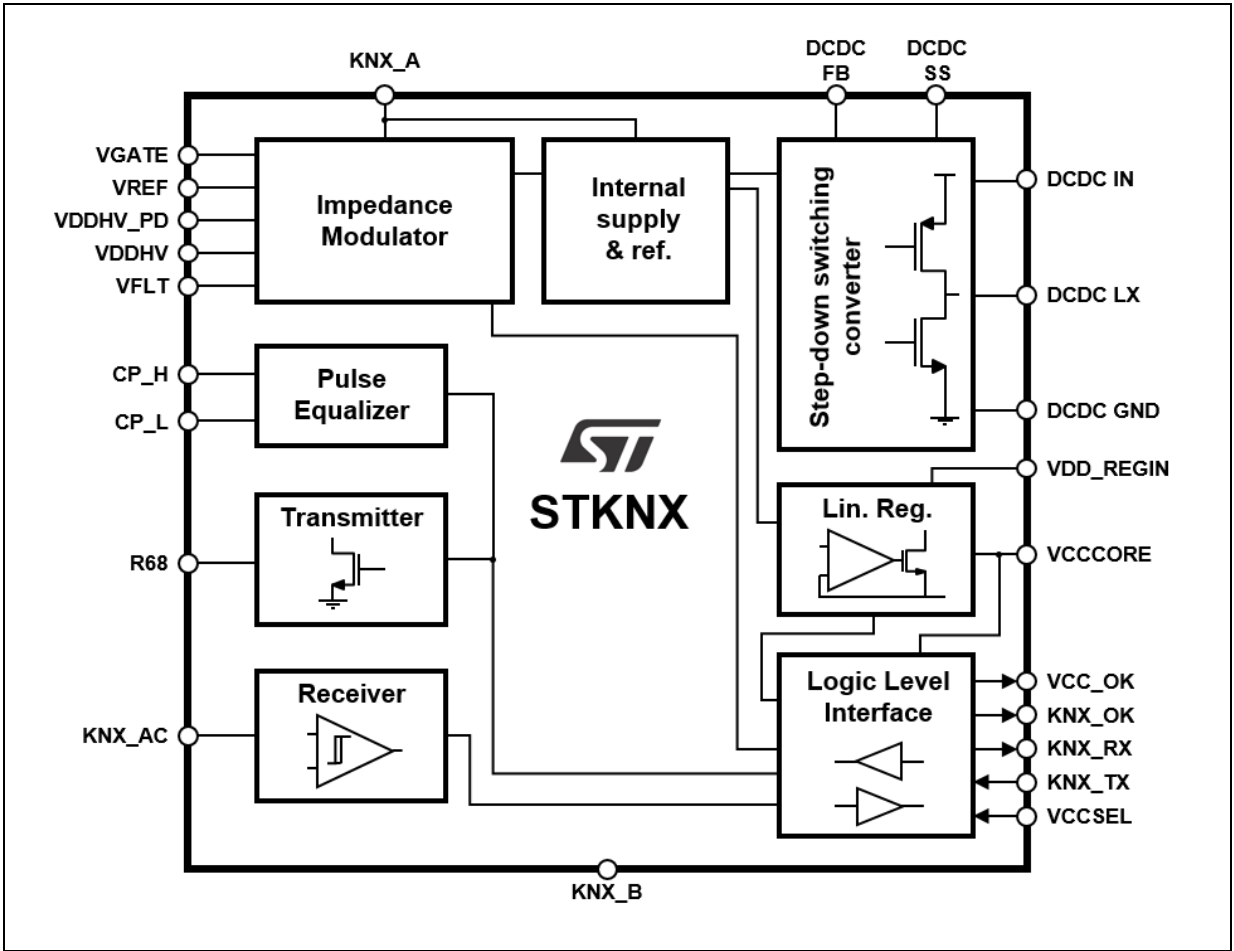 KNX_A
DCDC
FB
DCDC
SS
VGATE
VREF
VDDHV_PD
VDDHV
VFLT
Impedance
Modulator
Internal
supply
& ref.
Step-down switching
converter
DCDC IN
DCDC LX
DCDC GND
CP_H
CP_L
Pulse
Equalizer
ST
STKNX
VDD_REGIN
Lin. Reg.
VCCCORE
R68
Transmitter
KNX_AC
Receiver
Logic Level
Interface
VCC_OK
KNX_OK
KNX_RX
KNX_TX
VCCSEL
KNX_B